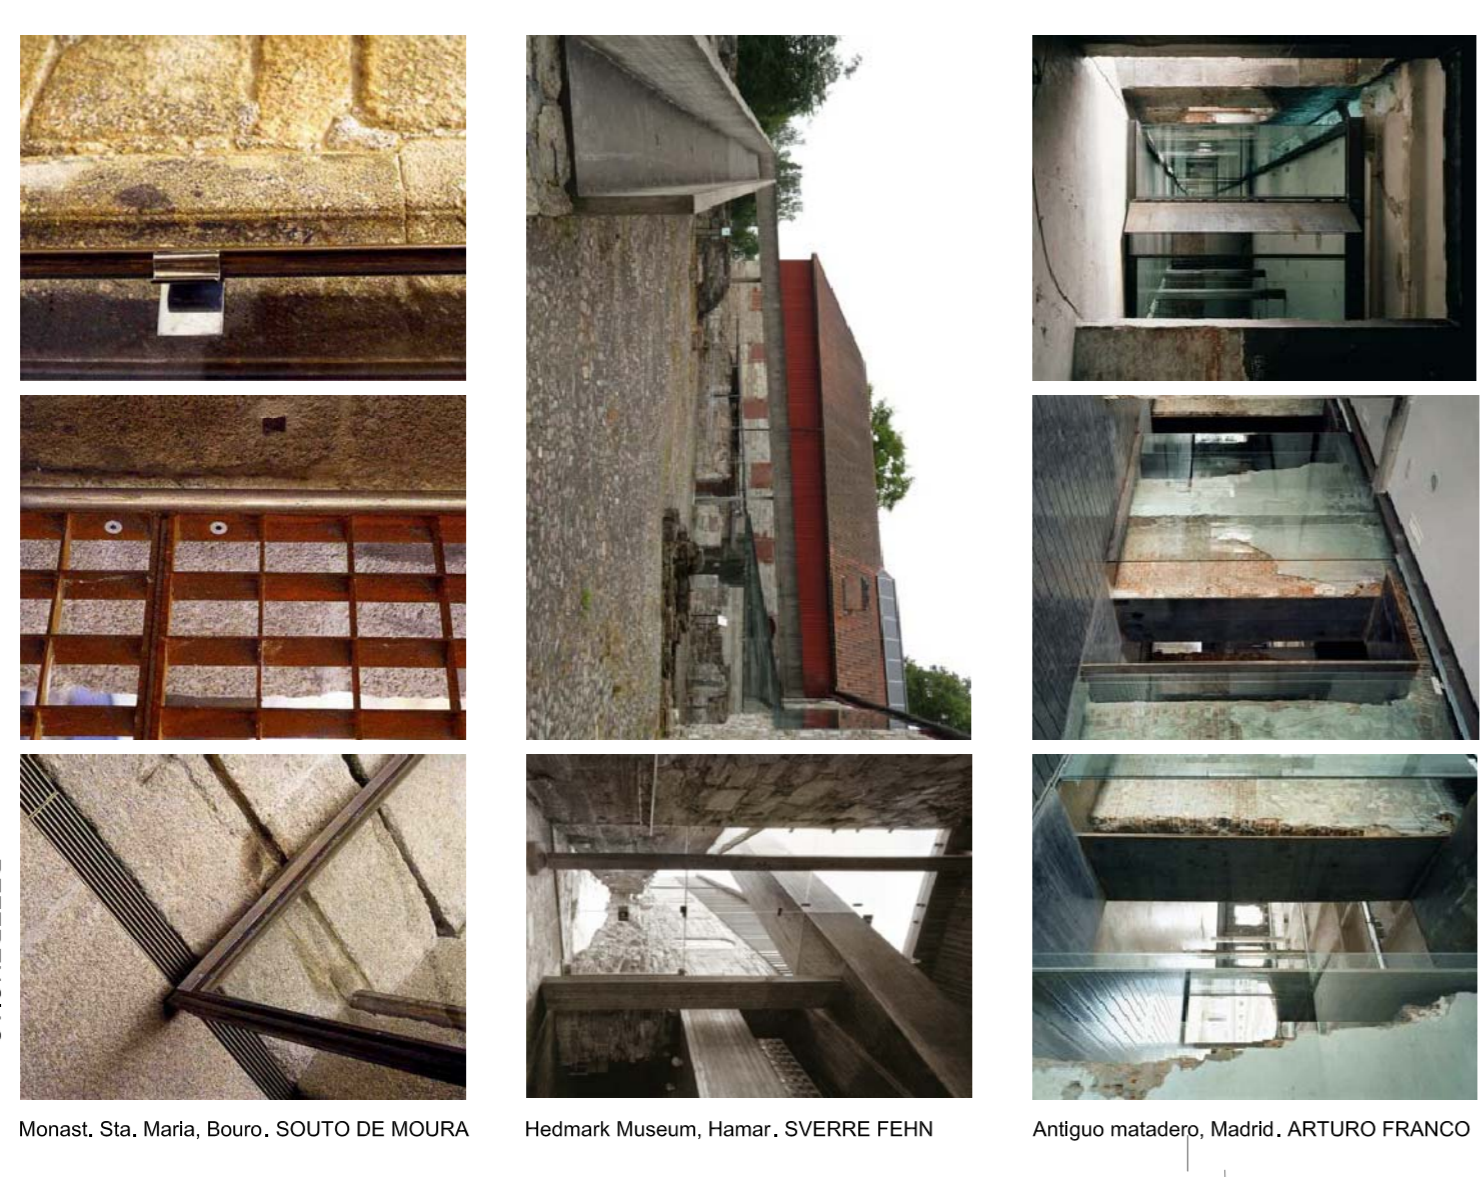 Monast. Sta. Maria, Bouro. SOUTO DE MOURA
Hedmark Museum, Hamar. SVERRE FEHN
Antiguo matadero, Madrid. ARTURO FRANCO